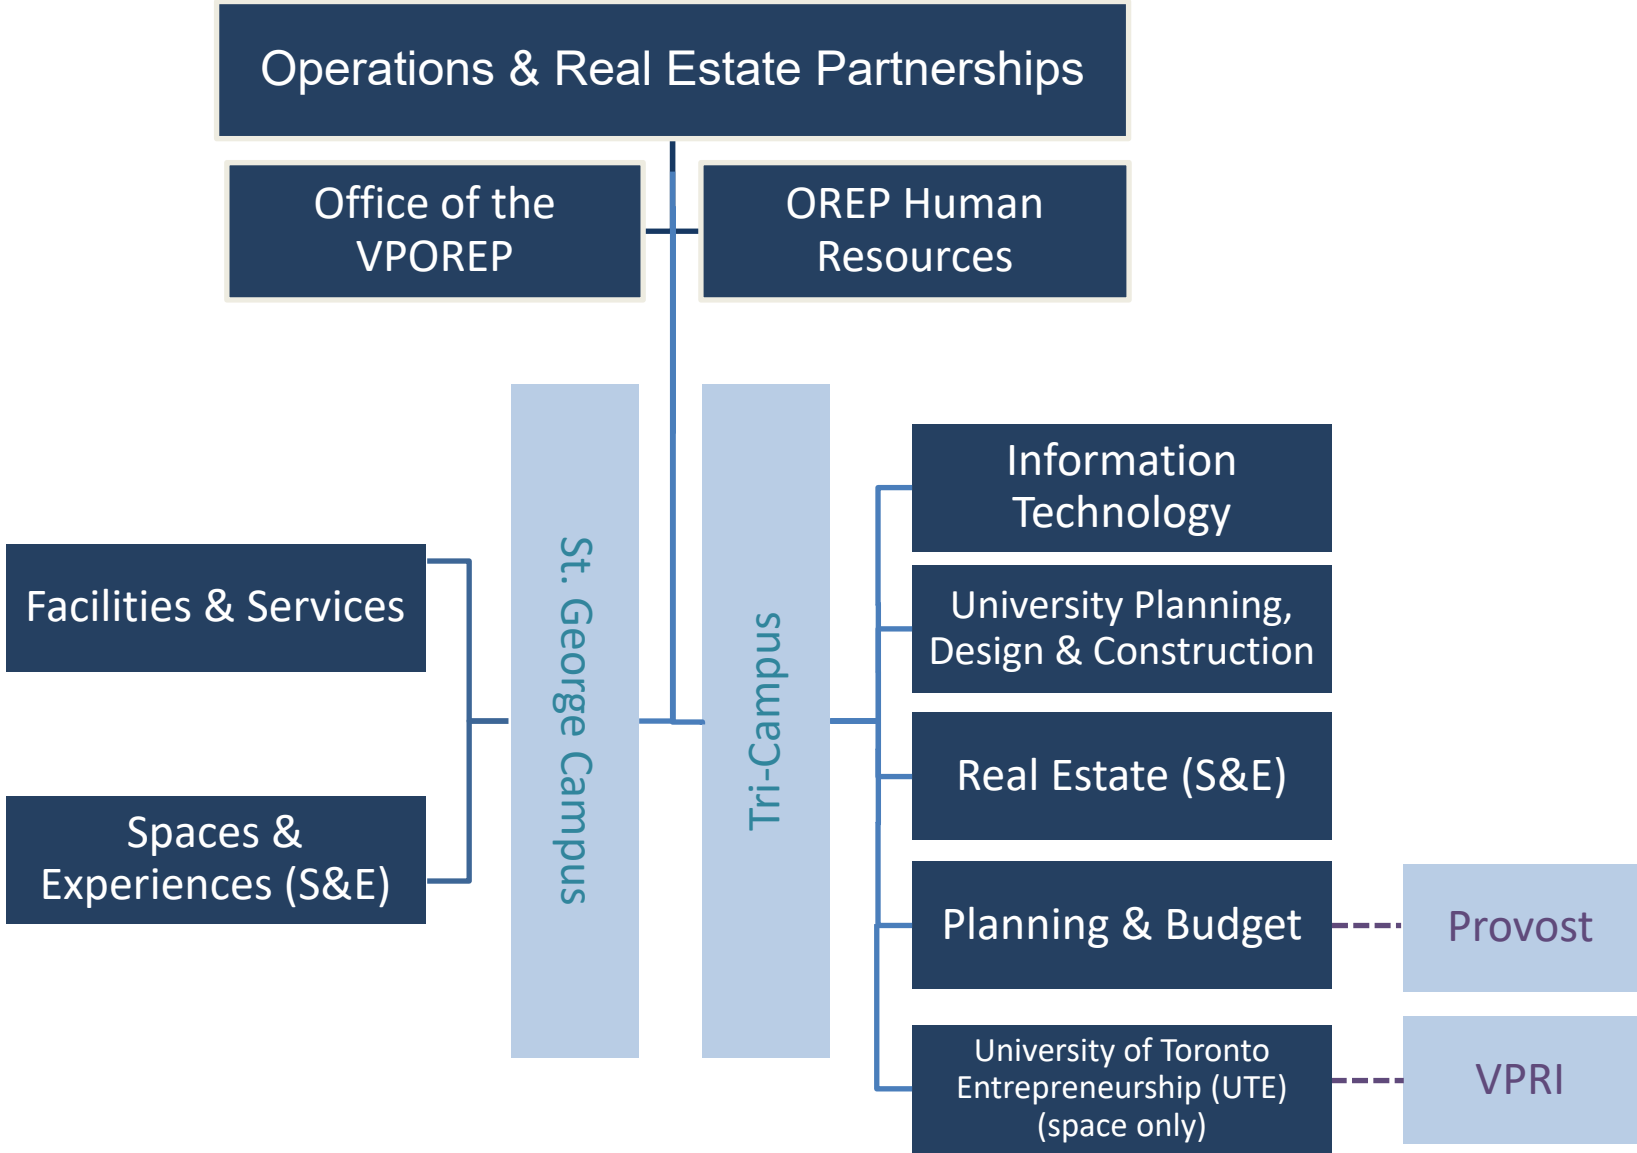 Operations & Real Estate Partnerships
Office of the
VPOREP
OREP Human
Resources
St. George Campus
Tri-Campus
Facilities & Services
Spaces &
Experiences (S&E)
Information
Technology
University Planning,
Design & Construction
Real Estate (S&E)
Planning & Budget
Provost
University of Toronto
Entrepreneurship (UTE)
(space only)
VPRI